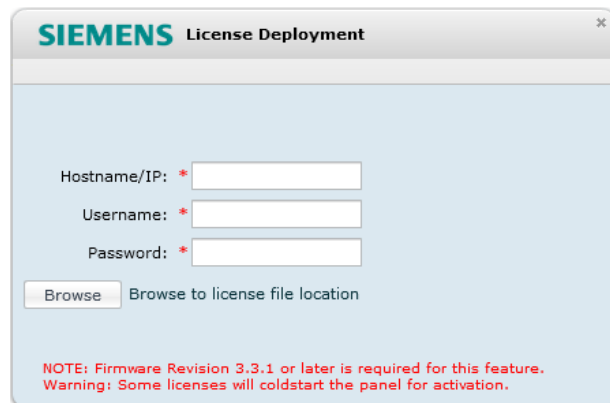 SIEMENS License Deployment
Hostname/IP: *
Username: *
Password: *
Browse Browse to license file location
NOTE: Firmware Revision 3.3.1 or later is required for this feature.
Warning: Some licenses will coldstart the panel for activation.